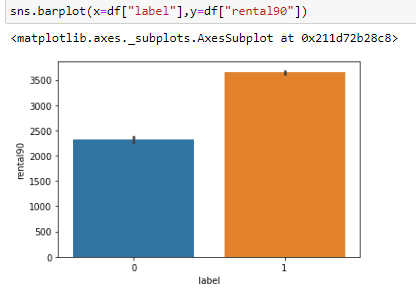 sns.barplot(x=df["label"],y=df["rental90"])
<matplotlib.axes._subplots.AxesSubplot at 0x211d72b28c8>
3500
3000
2500
2000
1500
1000
500
0
rental90
0 1
label